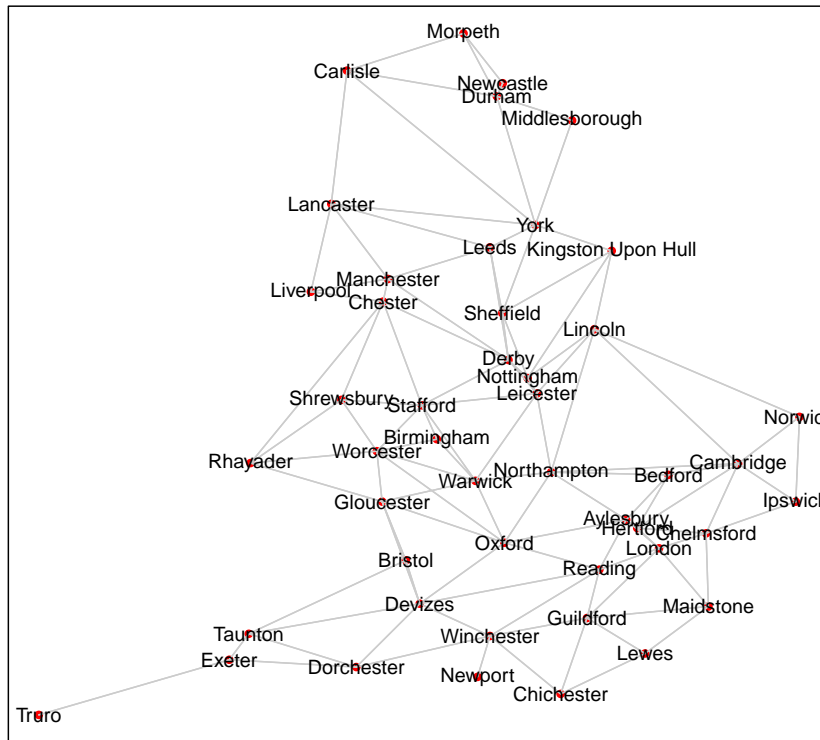 Morpeth
Carlisle
Newcastle
Durham
Middlesborough
Lancaster
York
Leeds
Kingston Upon Hull
Manchester
Liverpool
Chester
Sheffield
Lincoln
Derby
Nottingham
Leicester
Shrewsbury
Stafford
Norwic
Birmingham
Worcester
Rhayader
Cambridge
Northampton
Bedford
Warwick
Gloucester
Ipswich
Aylesbury
Hertford
Chelmsford
Oxford
London
Bristol
Reading
Devizes
Maidstone
Guildford
Taunton
Winchester
Exeter
Dorchester
Lewes
Newport
Chichester
Truro